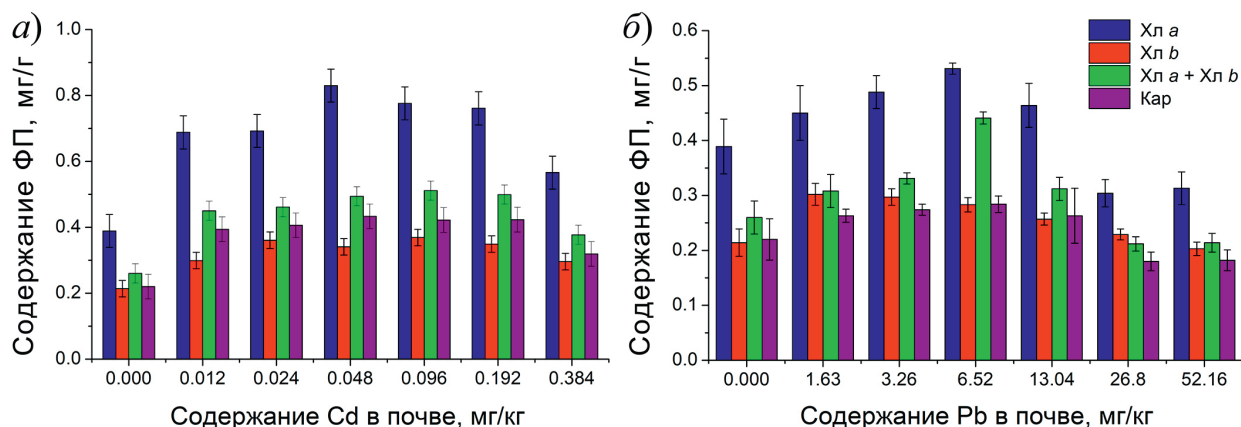 а)
Содержание ФП, мг/г
1.0
0.8
0.6
0.4
0.2
0.0
0.000 0.012 0.024 0.048 0.096 0.192 0.384
Содержание Cd в почве, мг/кг
б)
Содержание ФП, мг/г
0.6
0.5
0.4
0.3
0.2
0.1
0.0
Хл a
Хл b
Хл a + Хл b
Кар
0.000 1.63 3.26 6.52 13.04 26.8 52.16
Содержание Pb в почве, мг/кг